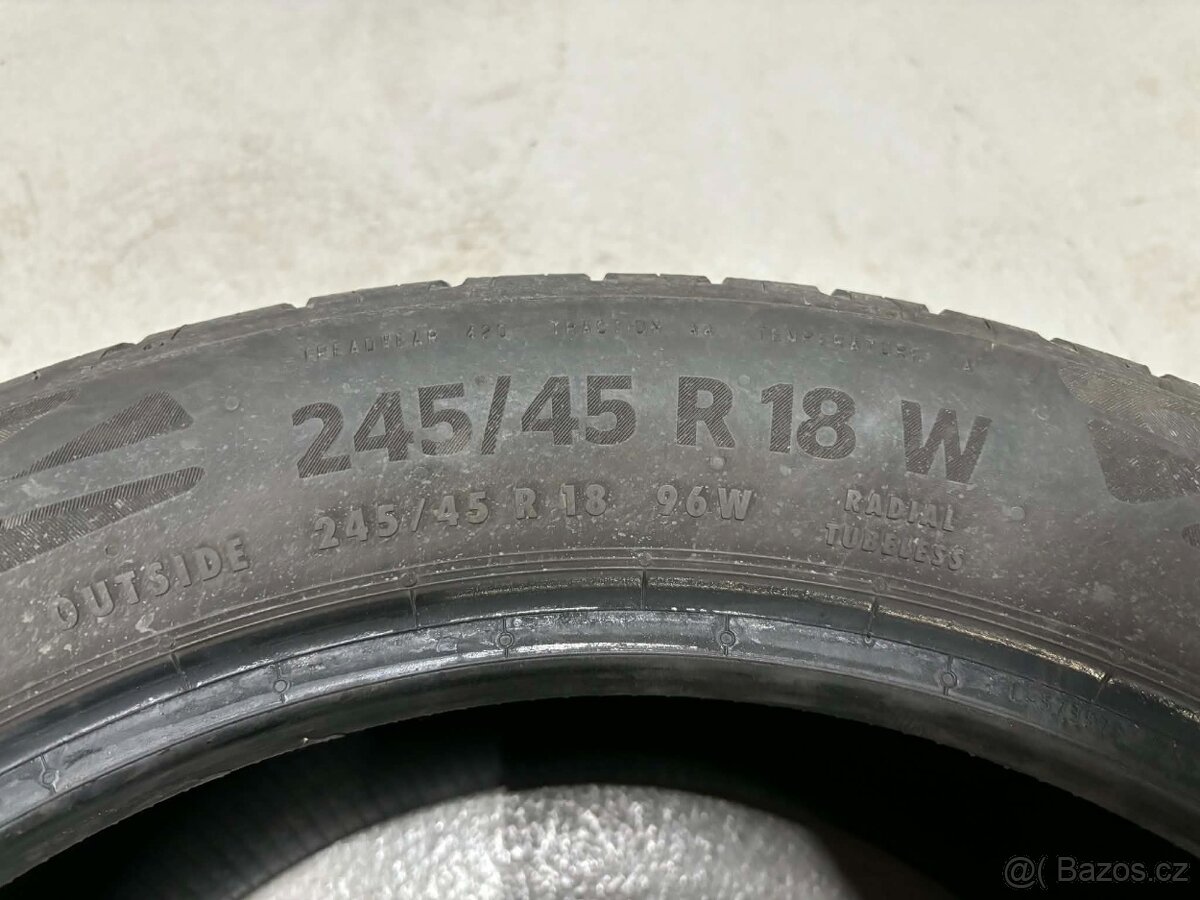 TREADWEAR 420 TRACTION AA TEMPERATURE A
245/45 R 18 W
245/45 R 18 96W
RADIAL
TUBELESS
OUTSIDE
@( Bazos.cz